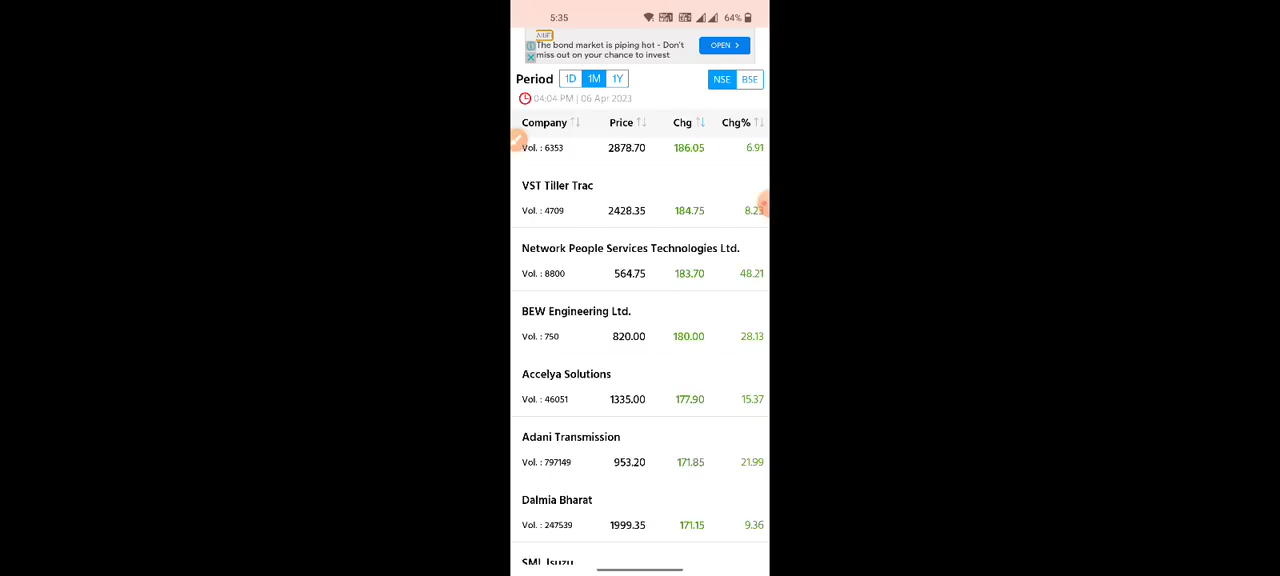 5:35 64%
The bond market is piping hot - Don't
miss out on your chance to invest
OPEN >
Period 1D 1M 1Y NSE BSE
04:04 PM | 06 Apr 2023
Company Price Chg Chg%
Vol. : 6353 2878.70 186.05 6.91
VST Tiller Trac
Vol. : 4709 2428.35 184.75 8.23
Network People Services Technologies Ltd.
Vol. : 8800 564.75 183.70 48.21
BEW Engineering Ltd.
Vol. : 750 820.00 180.00 28.13
Accelya Solutions
Vol. : 46051 1335.00 177.90 15.37
Adani Transmission
Vol. : 797149 953.20 171.85 21.99
Dalmia Bharat
Vol. : 247539 1999.35 171.15 9.36
SML Isuzu